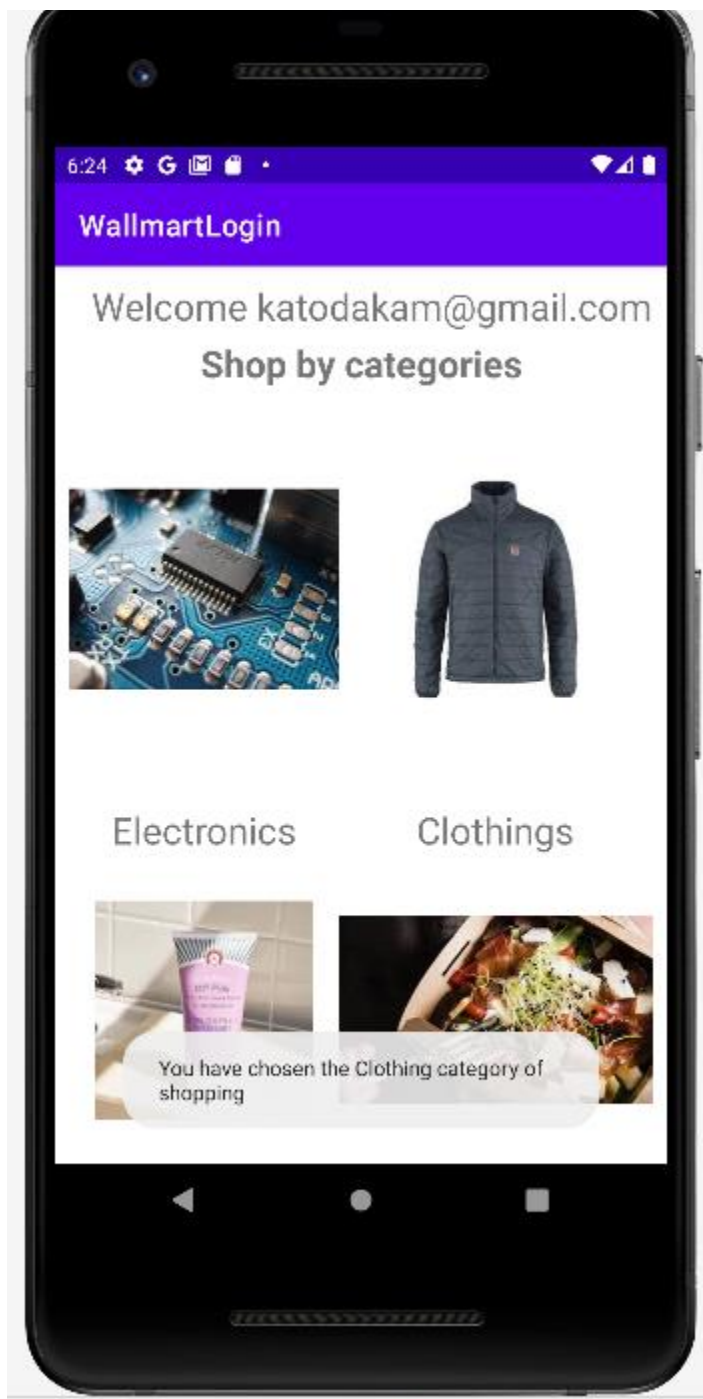 6:24
WallmartLogin
Welcome katodakam@gmail.com
Shop by categories
Electronics
Clothings
You have chosen the Clothing category of
shopping